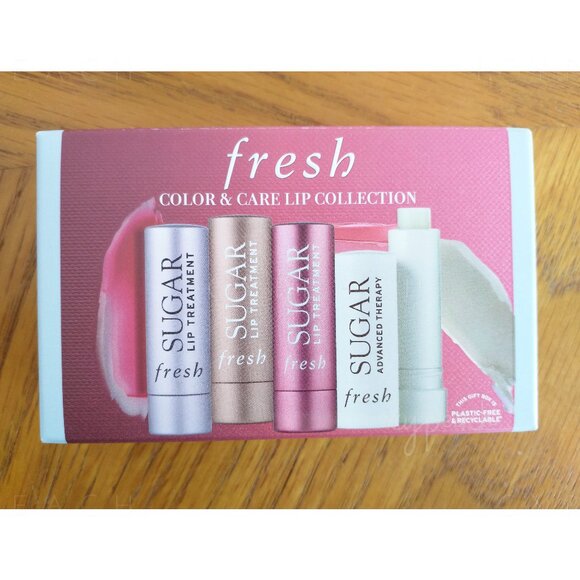 fresh
COLOR & CARE LIP COLLECTION
SUGAR
LIP TREATMENT
fresh
SUGAR
LIP TREATMENT
fresh
SUGAR
LIP TREATMENT
fresh
SUGAR
ADVANCED THERAPY
fresh
THIS GIFT BOX IS
PLASTIC-FREE
& RECYCLABLE*